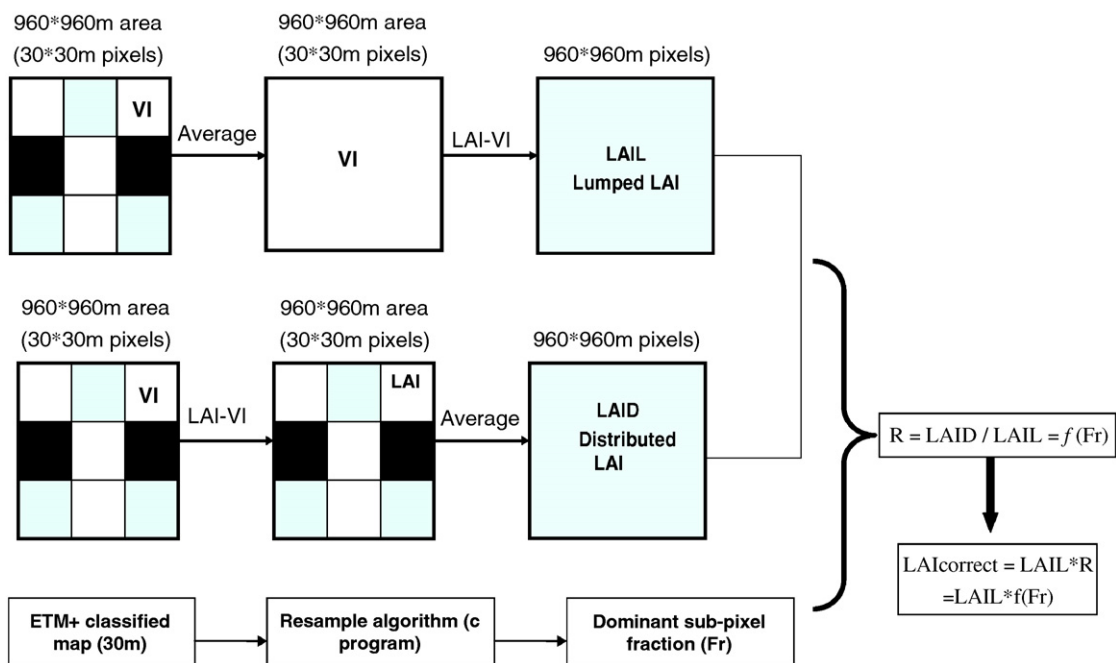 960*960m area
(30*30m pixels)
960*960m area
(30*30m pixels)
960*960m pixels)
VI
Average
VI
LAI-VI
LAIL
Lumped LAI
960*960m area
(30*30m pixels)
960*960m area
(30*30m pixels)
960*960m pixels)
VI
LAI-VI
LAI
Average
LAID
Distributed
LAI
R = LAID / LAIL = f (Fr)
LAIcorrect = LAIL*R
=LAIL*f(Fr)
ETM+ classified
map (30m)
Resample algorithm (c
program)
Dominant sub-pixel
fraction (Fr)